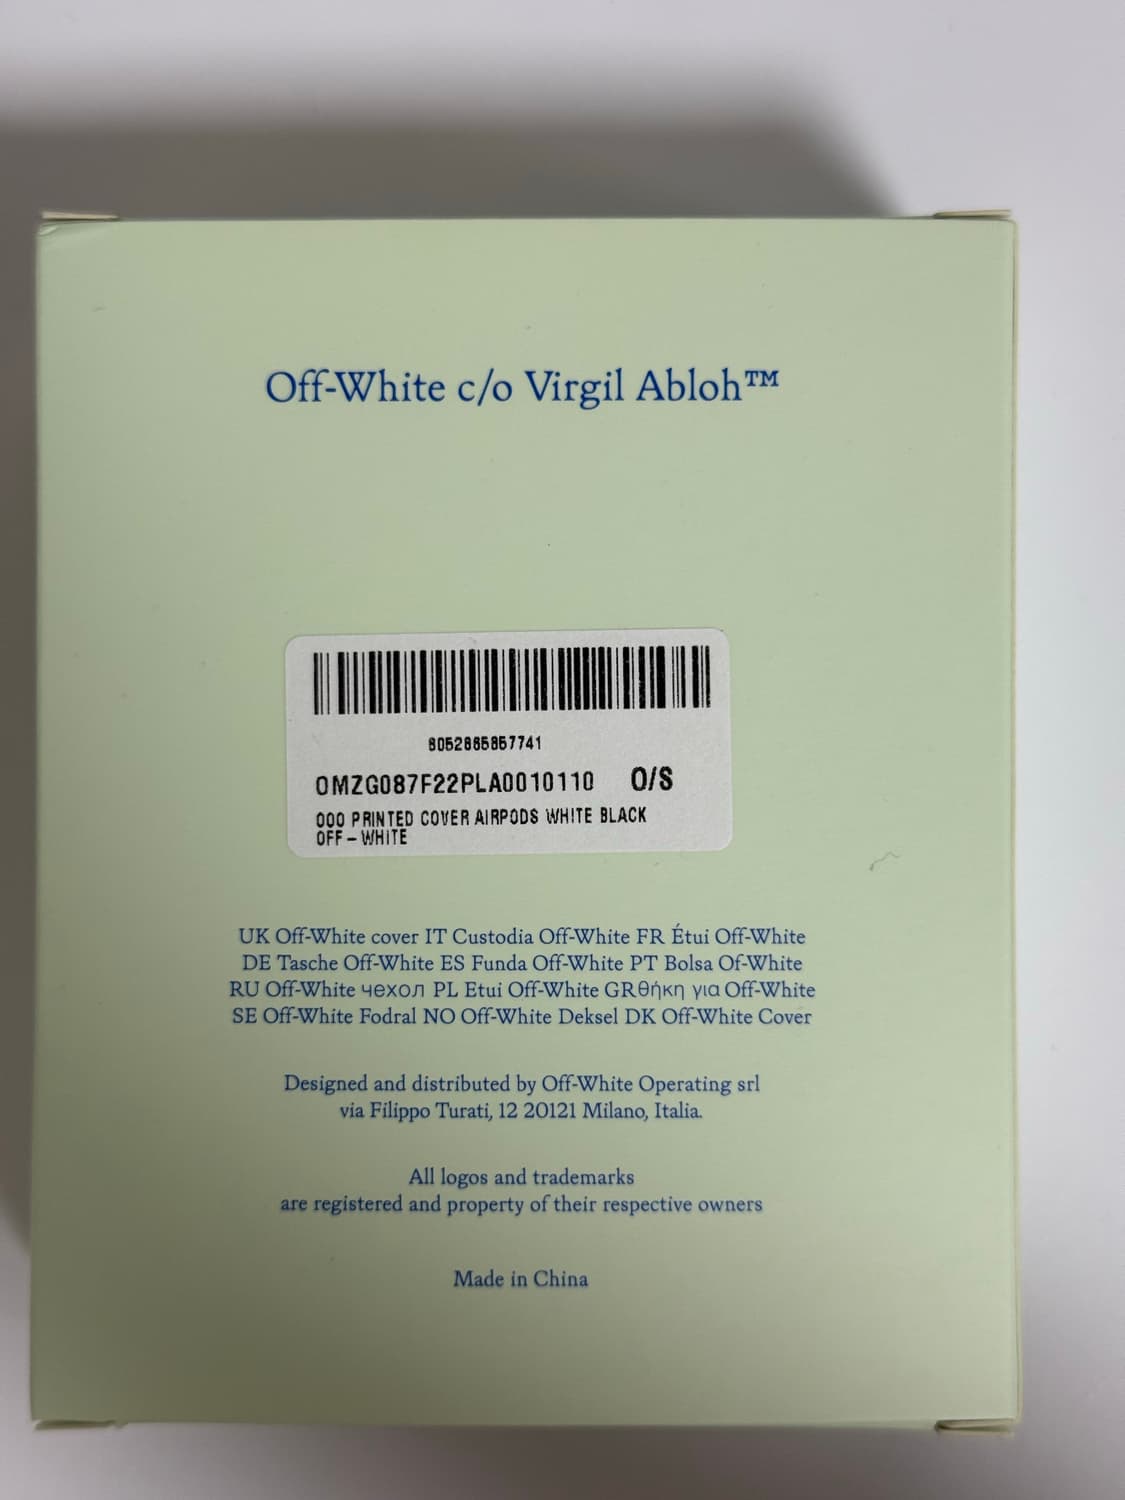 Off-White c/o Virgil Abloh™
8052865857741
OMZG087F22PLA0010110 O/S
000 PRINTED COVER AIRPODS WHITE BLACK
OFF-WHITE
UK Off-White cover IT Custodia Off-White FR Étui Off-White
DE Tasche Off-White ES Funda Off-White PT Bolsa Of-White
RU Off-White чехол PL Etui Off-White GRθήκη για Off-White
SE Off-White Fodral NO Off-White Deksel DK Off-White Cover
Designed and distributed by Off-White Operating srl
via Filippo Turati, 12 20121 Milano, Italia.
All logos and trademarks
are registered and property of their respective owners
Made in China